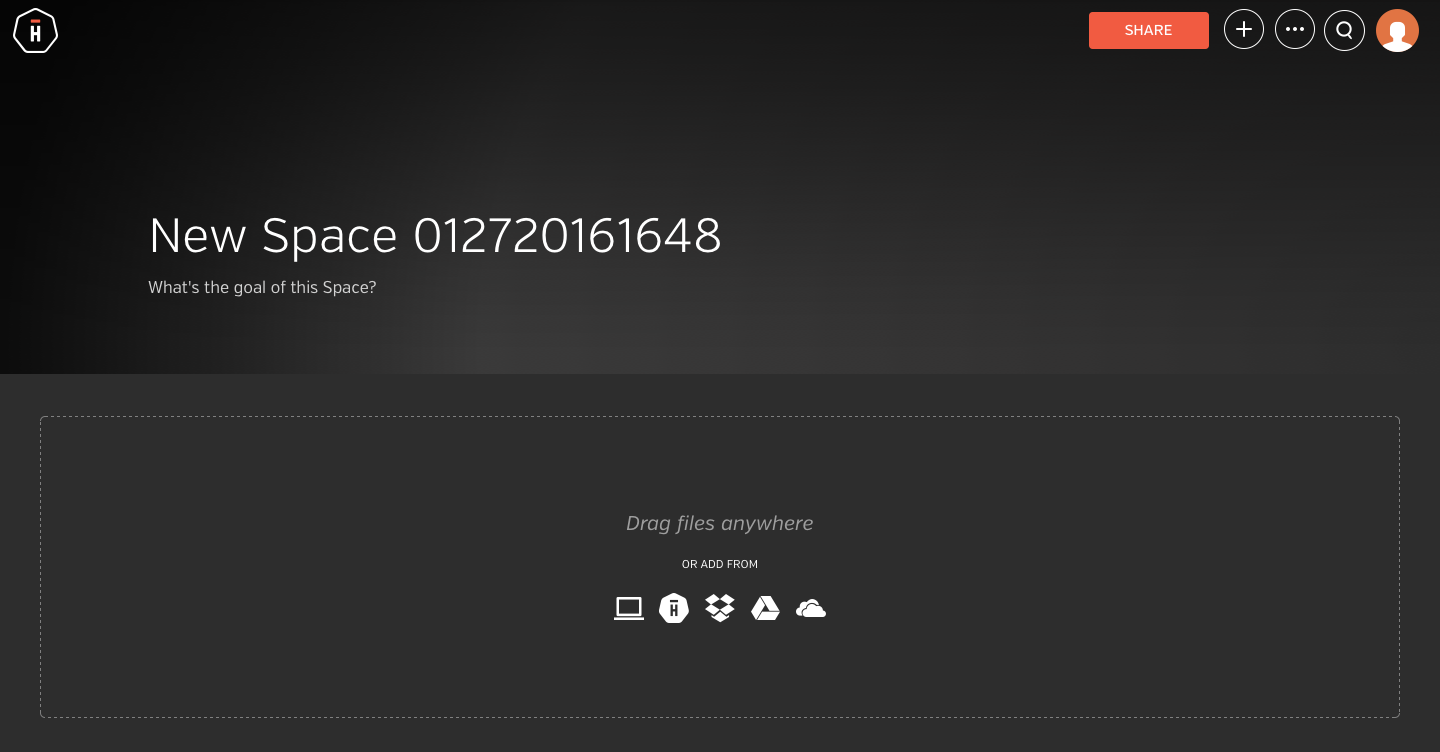 SHARE
New Space 012720161648
What's the goal of this Space?
Drag files anywhere
OR ADD FROM